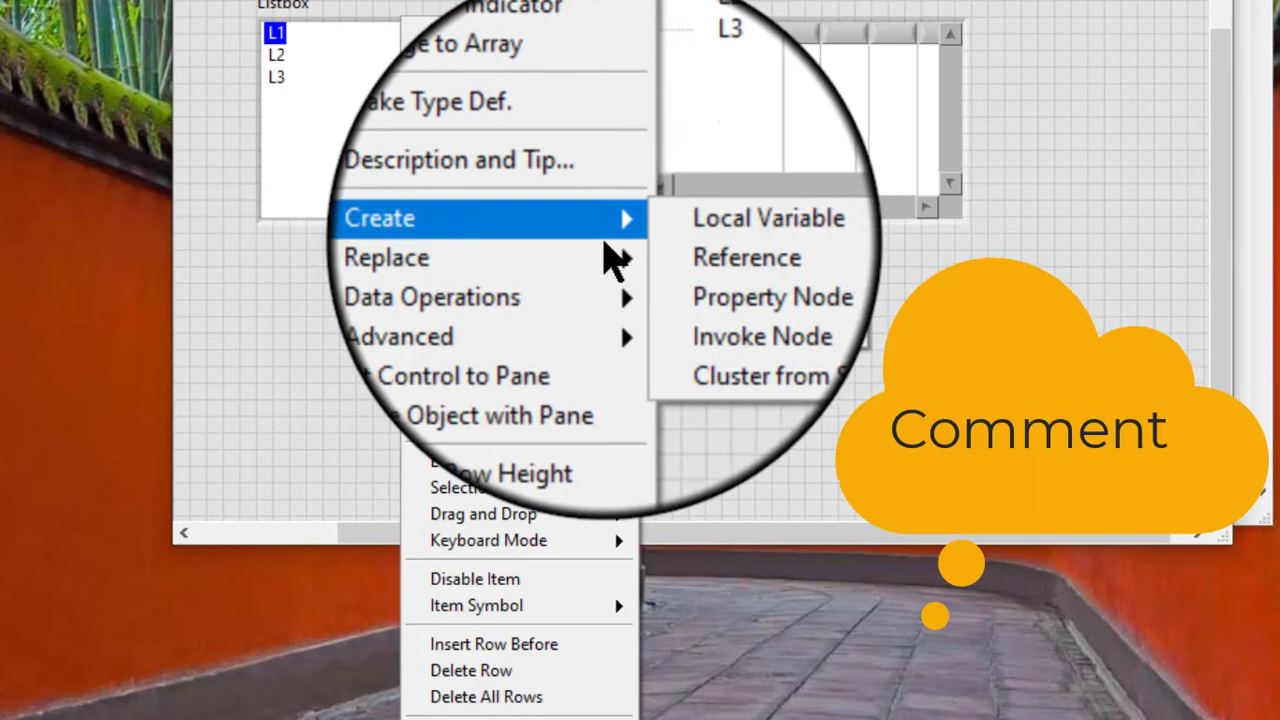 Listbox
L1
L2
L3
Indicator
to Array
Type Def.
Description and Tip...
Create
Replace
Data Operations
Advanced
Control to Pane
Object with Pane
Row Height
L3
Local Variable
Reference
Property Node
Invoke Node
Cluster from
Comment
Drag and Drop
Keyboard Mode
Disable Item
Item Symbol
Insert Row Before
Delete Row
Delete All Rows